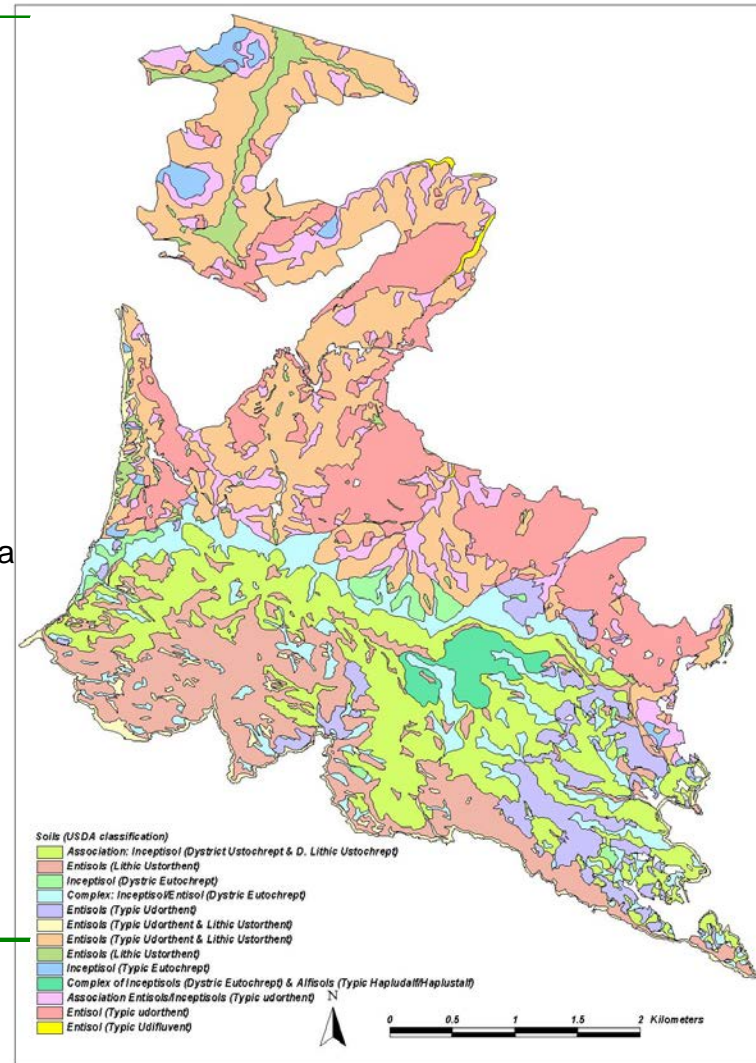 a
Soils (USDA classification)
Association: Inceptisol (Dystrict Ustochrept & D. Lithic Ustochrept)
Entisols (Lithic Ustorthent)
Inceptisol (Dystric Eutochrept)
Complex: Inceptisol/Entisol (Dystric Eutochrept)
Entisols (Typic Udorthent)
Entisols (Typic Udorthent & Lithic Ustorthent)
Entisols (Typic Udorthent & Lithic Ustorthent)
Entisols (Lithic Ustorthent)
Inceptisol (Typic Eutochrept)
Complex of Inceptisols (Dystric Eutochrept) & Alfisols (Typic Hapludalf/Haplustalf)
Association Entisols/Inceptisols (Typic udorthent)
Entisol (Typic udorthent)
Entisol (Typic Udifluvent)
N
0 0.5 1 1.5 2 Kilometers